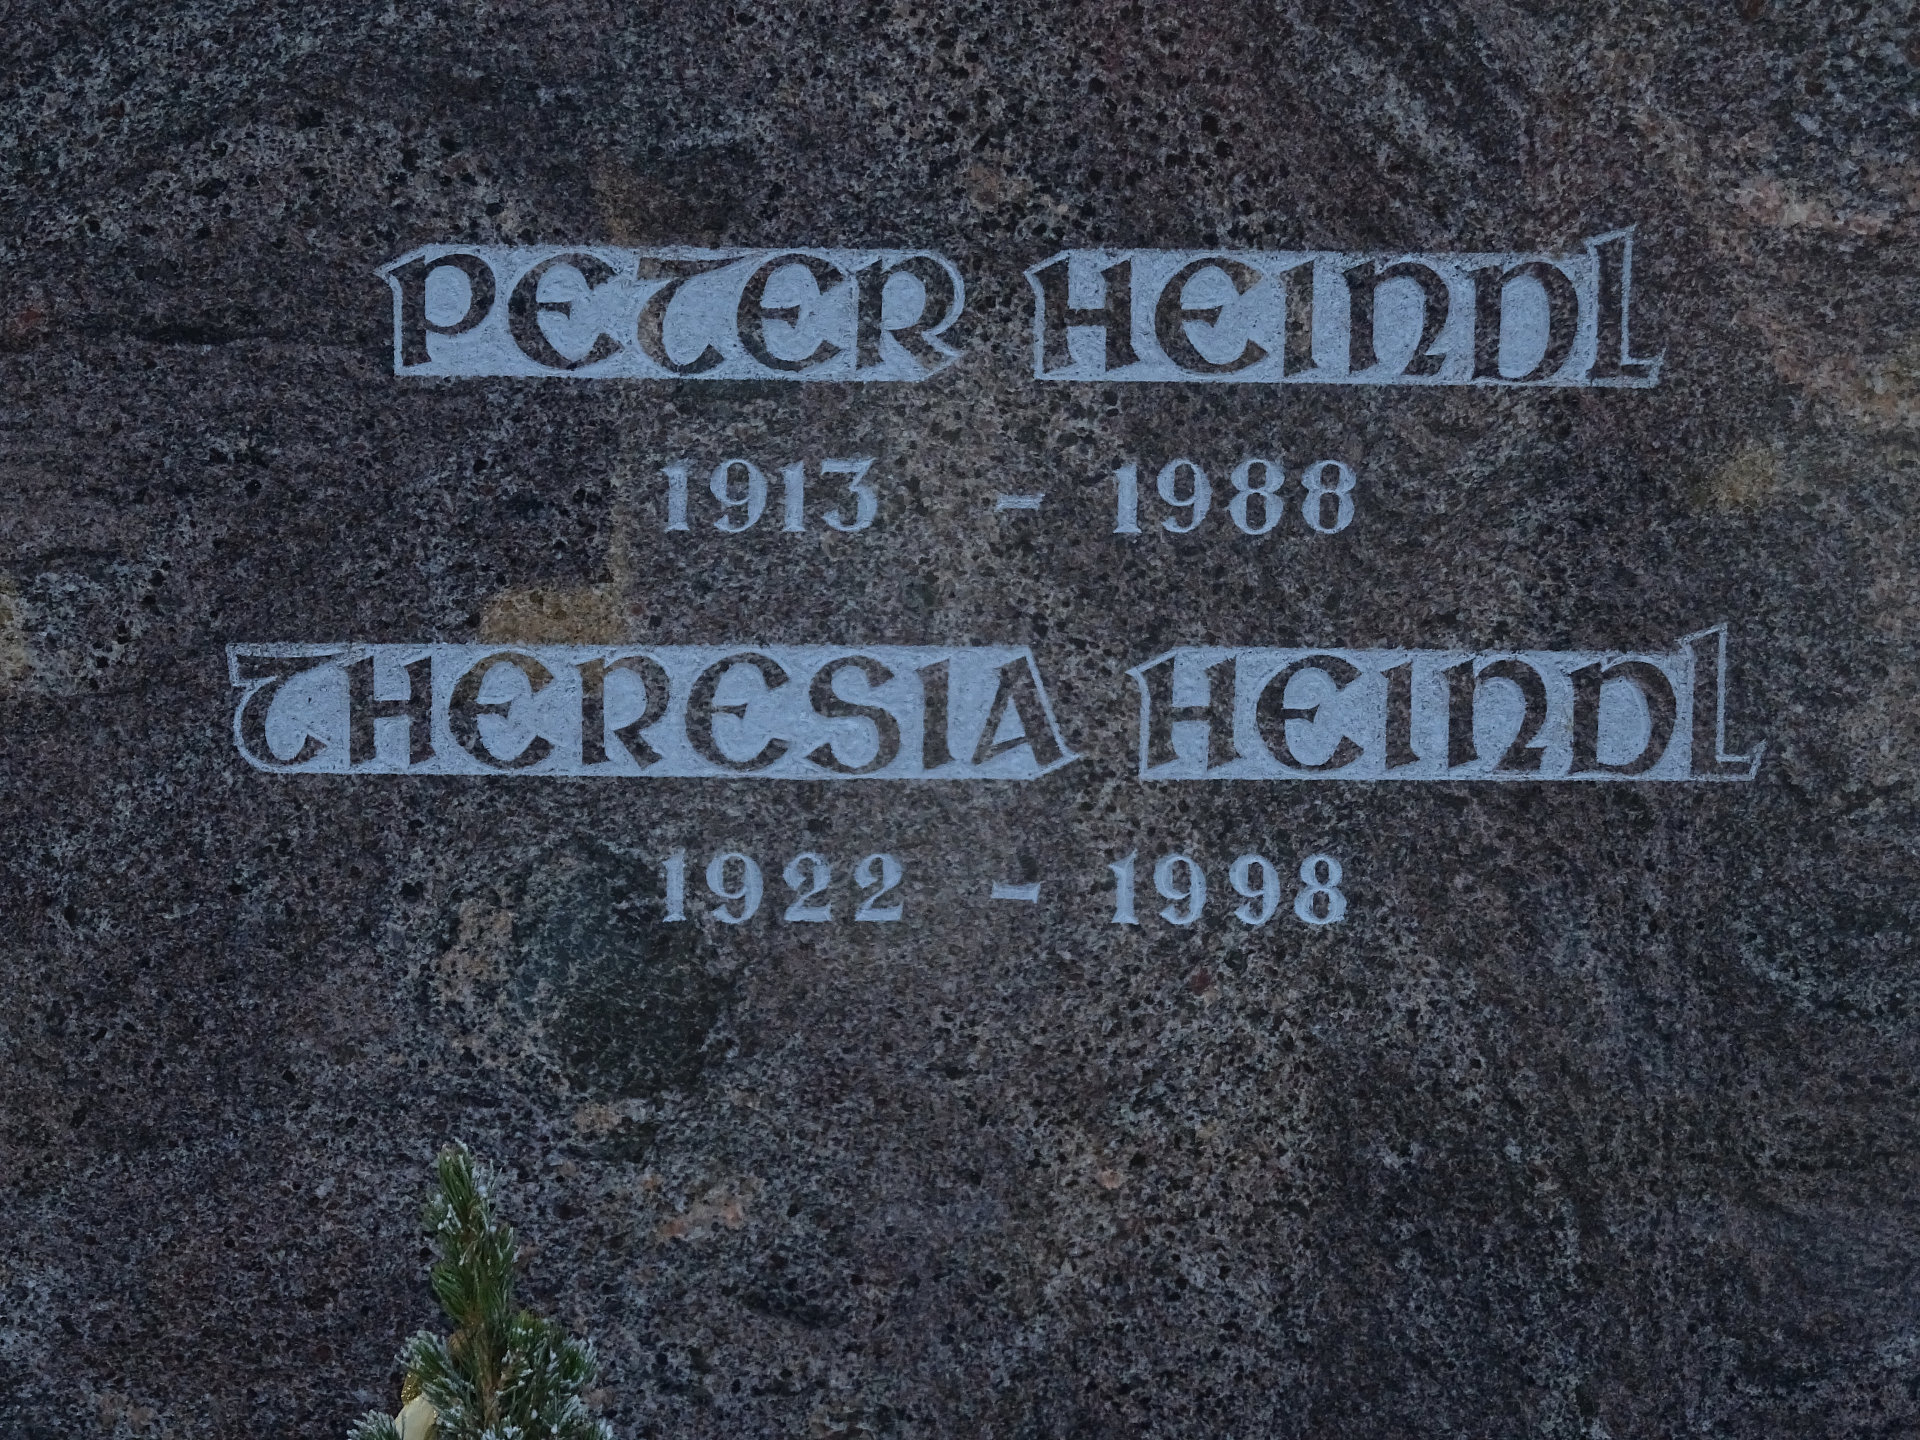 PETER HEINDL
1913 - 1988
THERESIA HEINDL
1922 - 1998